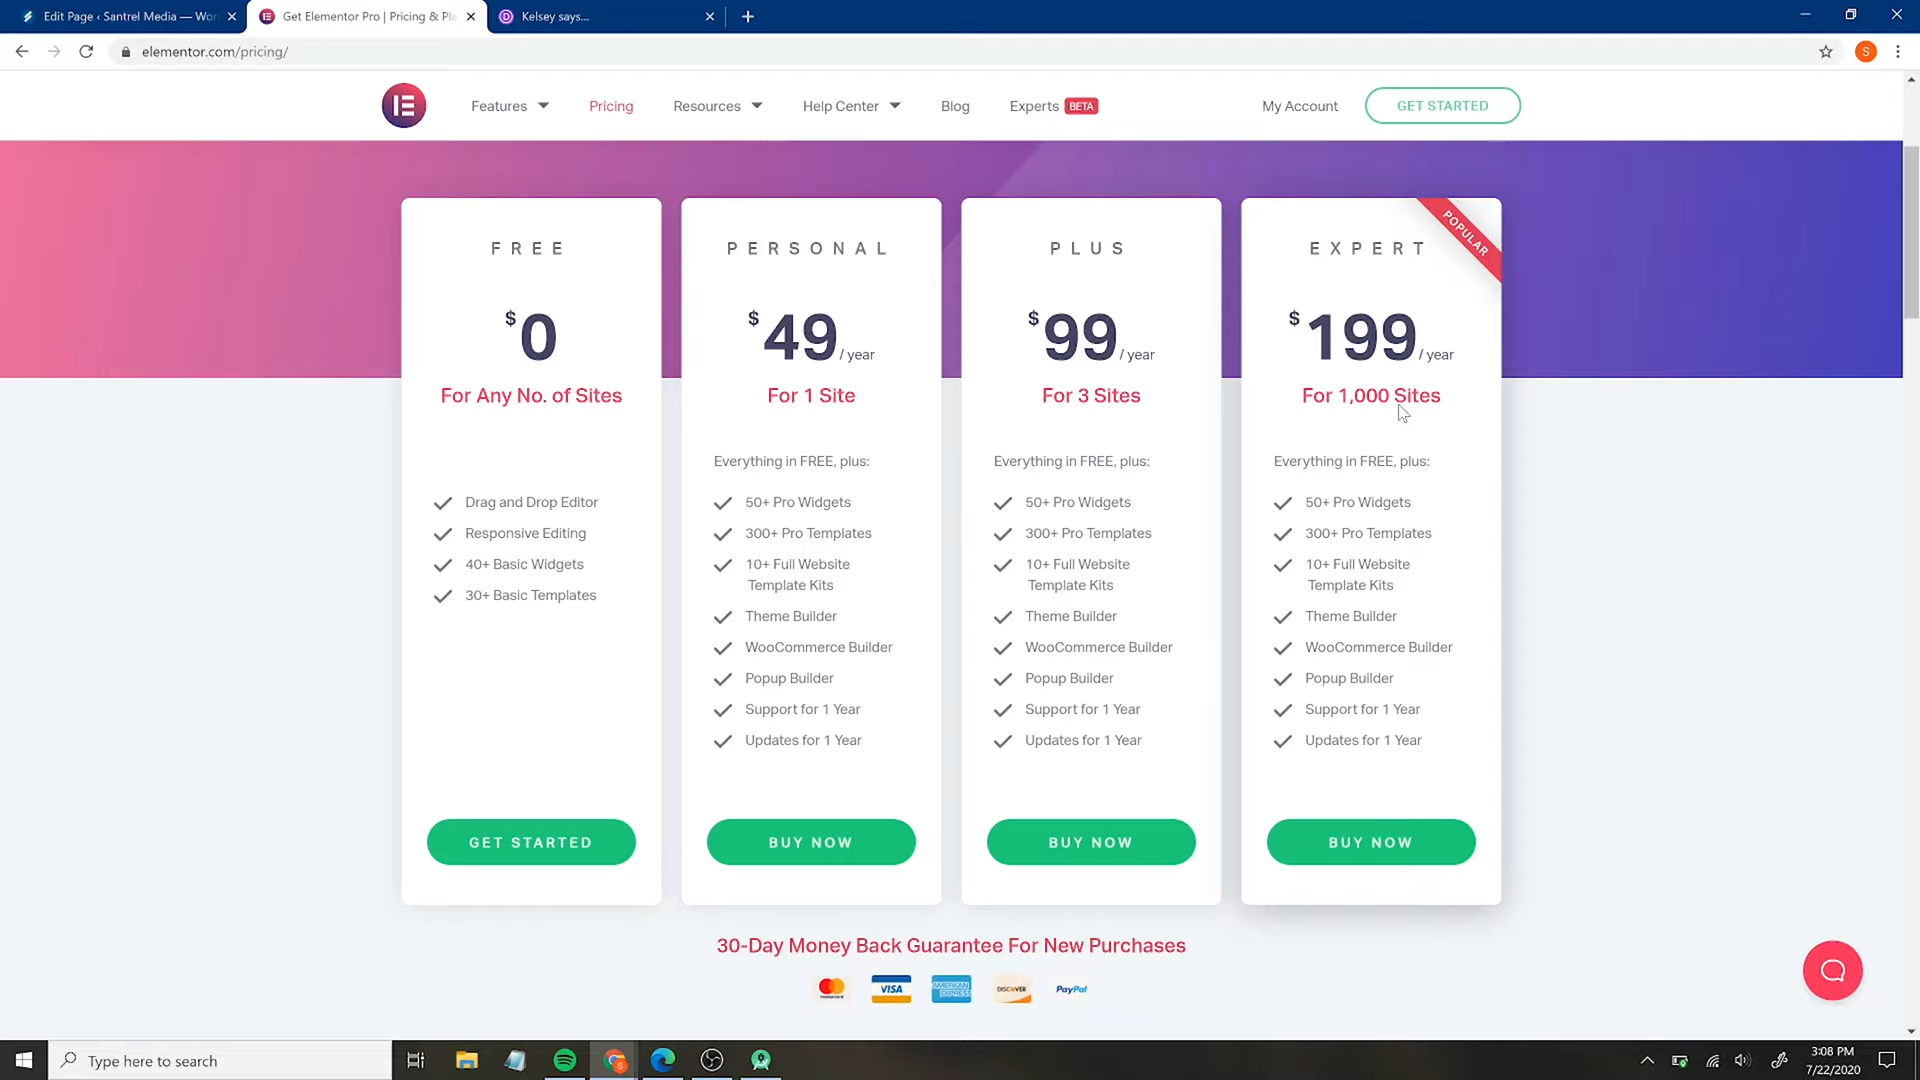 Edit Page ‹ Santrel Media — Wor
Get Elementor Pro | Pricing & Pla
Kelsey says...
elementor.com/pricing/
S
Features
Pricing
Resources
Help Center
Blog
Experts BETA
My Account
GET STARTED
FREE
$0
For Any No. of Sites
Drag and Drop Editor
Responsive Editing
40+ Basic Widgets
30+ Basic Templates
GET STARTED
PERSONAL
$49 / year
For 1 Site
Everything in FREE, plus:
50+ Pro Widgets
300+ Pro Templates
10+ Full Website
Template Kits
Theme Builder
WooCommerce Builder
Popup Builder
Support for 1 Year
Updates for 1 Year
BUY NOW
PLUS
$99 / year
For 3 Sites
Everything in FREE, plus:
50+ Pro Widgets
300+ Pro Templates
10+ Full Website
Template Kits
Theme Builder
WooCommerce Builder
Popup Builder
Support for 1 Year
Updates for 1 Year
BUY NOW
POPULAR
EXPERT
$199 / year
For 1,000 Sites
Everything in FREE, plus:
50+ Pro Widgets
300+ Pro Templates
10+ Full Website
Template Kits
Theme Builder
WooCommerce Builder
Popup Builder
Support for 1 Year
Updates for 1 Year
BUY NOW
30-Day Money Back Guarantee For New Purchases
mastercard
VISA
AMERICAN EXPRESS
DISCOVER
PayPal
Type here to search
3:08 PM
7/22/2020